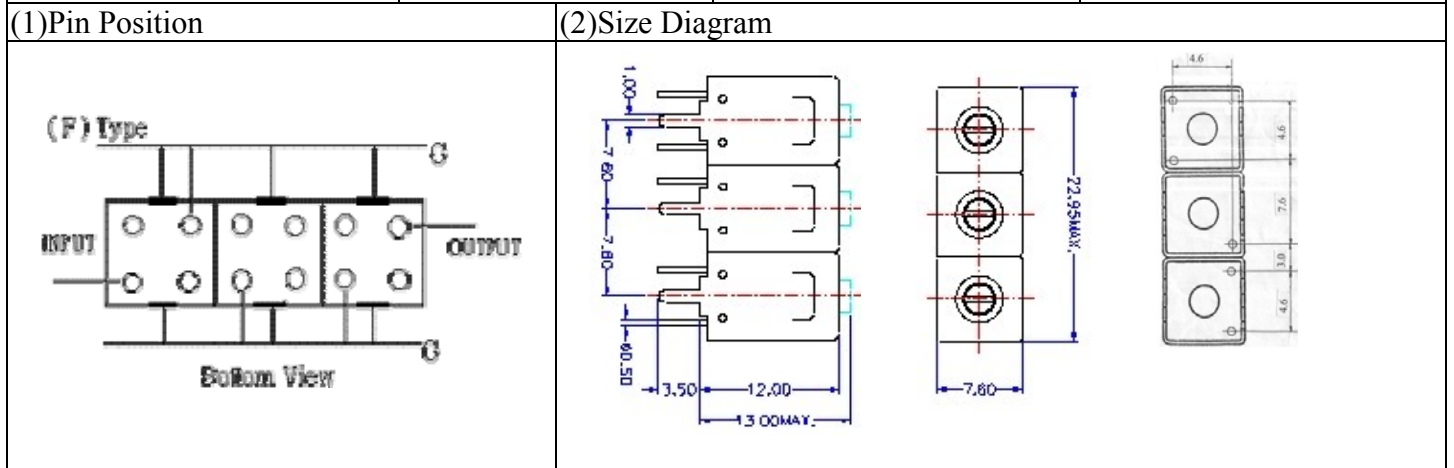 (1)Pin Position
(2)Size Diagram
(F) Type
G
INPUT
OUTPUT
G
Bottom View
1.00
7.60
7.60
ø0.50
3.50
12.00
13.00MAX.
22.95MAX.
7.60
4.6
4.6
7.6
3.0
4.6